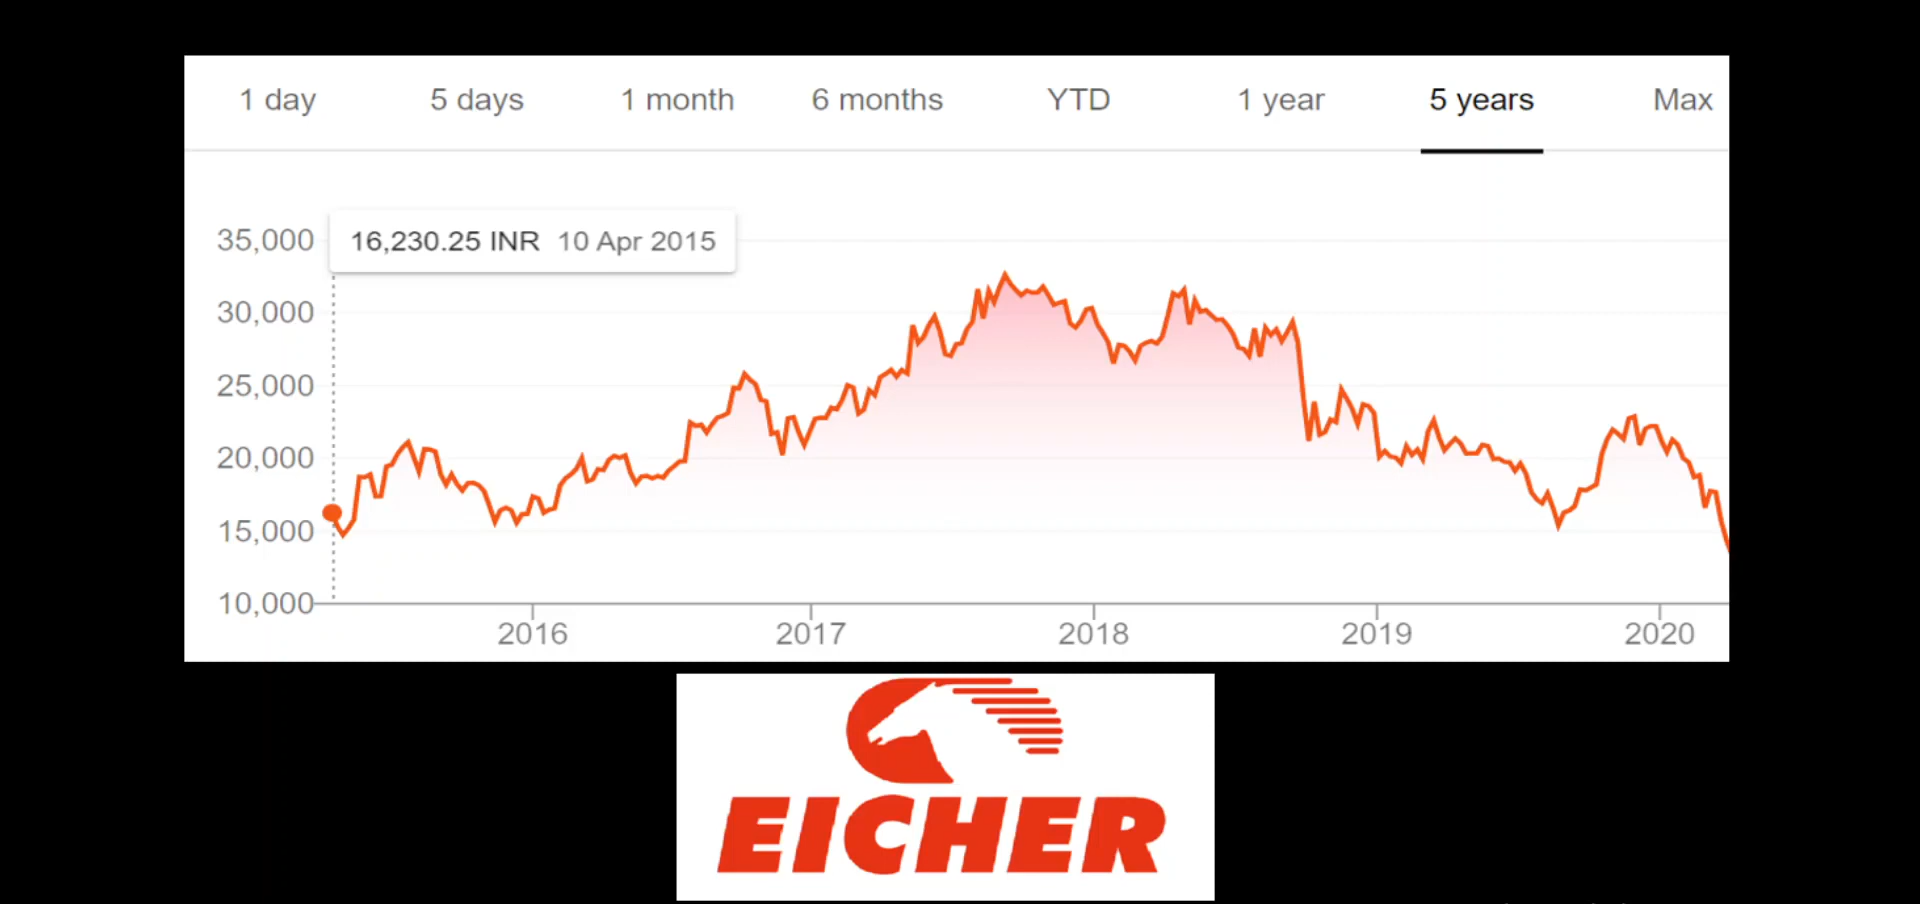 1 day 5 days 1 month 6 months YTD 1 year 5 years Max
35,000 16,230.25 INR 10 Apr 2015
30,000
25,000
20,000
15,000
10,000
2016 2017 2018 2019 2020
EICHER